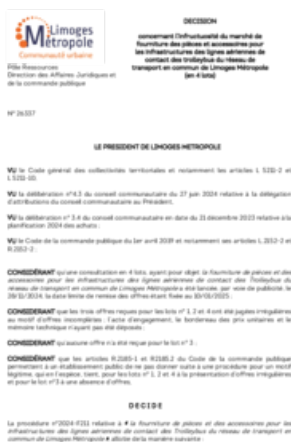 Limoges
Métropole
Communauté urbaine
Pôle Ressources
Direction des Affaires Juridiques et
de la commande publique
DECISION
concernant l'infructuosité du marché de
fourniture des pièces et accessoires pour
les infrastructures des lignes aériennes de
contact des trolleybus du réseau de
transport en commun de Limoges Métropole
(en 4 lots)
N° 26337
LE PRESIDENT DE LIMOGES METROPOLE
VU le Code général des collectivités territoriales et notamment les articles L 5211-2 et
L 5211-10;
VU la délibération n°4.3 du conseil communautaire du 27 juin 2024 relative à la délégation
d'attributions du conseil communautaire au Président.
VU la délibération n° 3.4 du conseil communautaire en date du 21 décembre 2023 relative à la
planification 2024 des achats ;
VU le Code de la commande publique du 1er avril 2019 et notamment ses articles L.2152-2 et
R.2152-2 ;
CONSIDÉRANT qu'une consultation en 4 lots, ayant pour objet la fourniture de pièces et des
accessoires pour les infrastructures des lignes aériennes de contact des Trolleybus du
réseau de transport en commun de Limoges Métropole a été lancée, par voie de publicité, le
28/11/2024, la date limite de remise des offres étant fixée au 10/01/2025 ;
CONSIDÉRANT que les trois offres reçues pour les lots n° 1, 2 et 4 ont été jugées irrégulières
au motif d'offres incomplètes : l'acte d'engagement, le bordereau des prix unitaires et le
mémoire technique n'ayant pas été déposés ;
CONSIDÉRANT qu'aucune offre n'a été reçue pour le lot n° 3 ;
CONSIDÉRANT que les articles R.2185-1 et R2185.2 du Code de la commande publique
permettent à un établissement public de ne pas donner suite à une procédure pour un motif
légitime, qui en l'espèce, tient, pour les lots n° 1, 2 et 4 à la présentation d'offres irrégulières
et pour le lot n°3 à une absence d'offres.
DECIDE
La procédure n°2024-F211 relative à « la fourniture de pièces et des accessoires pour les
infrastructures des lignes aériennes de contact des Trolleybus du réseau de transport en
commun de Limoges Métropole » allotie de la manière suivante :